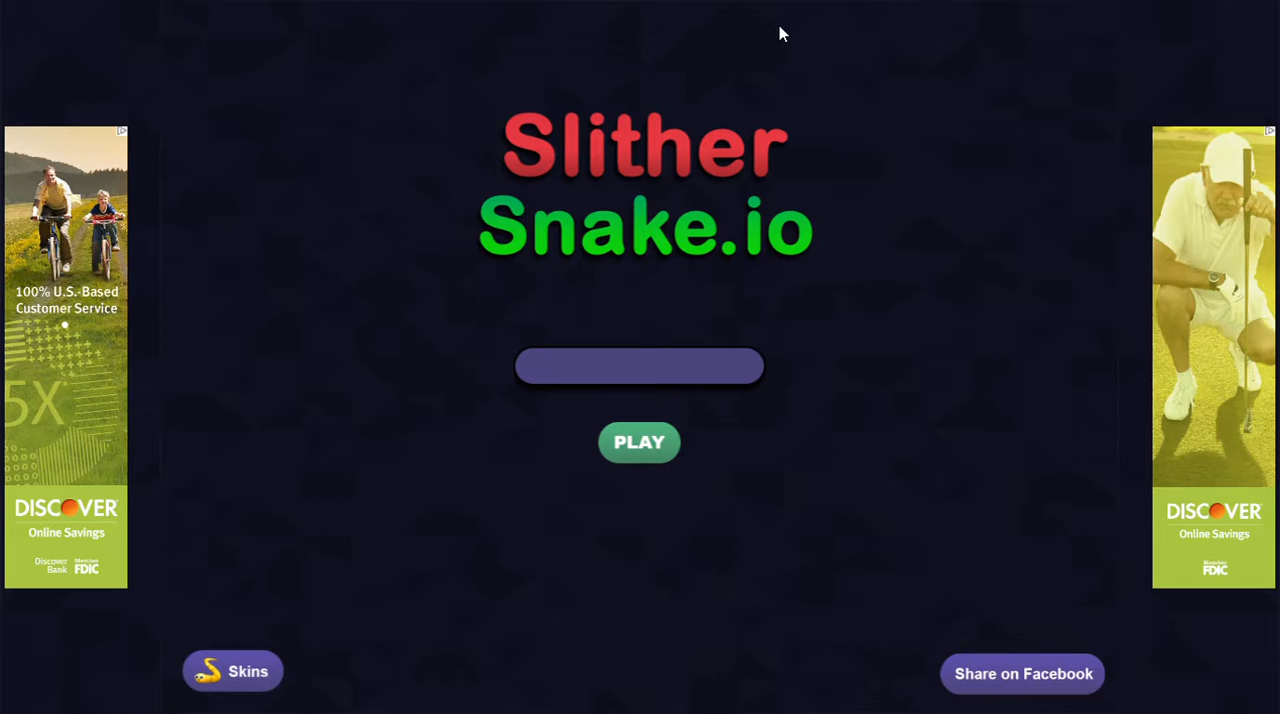 Slither
Snake.io
PLAY
Skins
Share on Facebook
100% U.S.-Based
Customer Service
5X
DISCOVER
Online Savings
Discover
Bank
Member
FDIC
DISCOVER
Online Savings
Member
FDIC